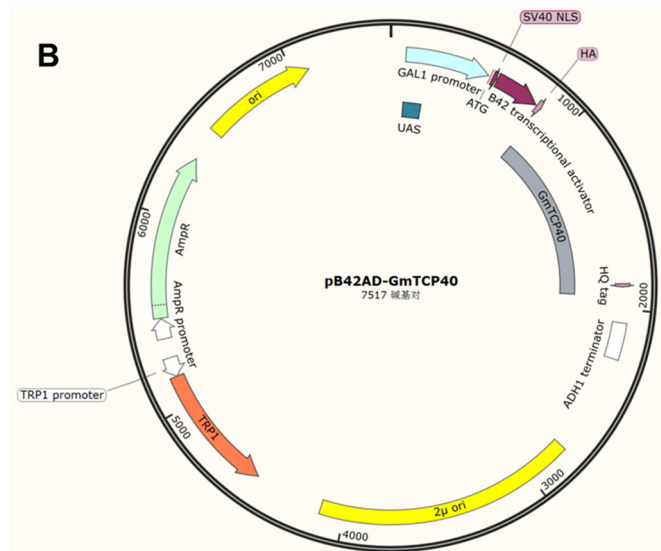 B
SV40 NLS
HA
GAL1 promoter
ATG
B42 transcriptional activator
1000
UAS
GmTCP40
HQ tag
2000
ADH1 terminator
3000
2μ ori
4000
TRP1
5000
TRP1 promoter
AmpR promoter
AmpR
6000
ori
7000
pB42AD-GmTCP40
7517 碱基对